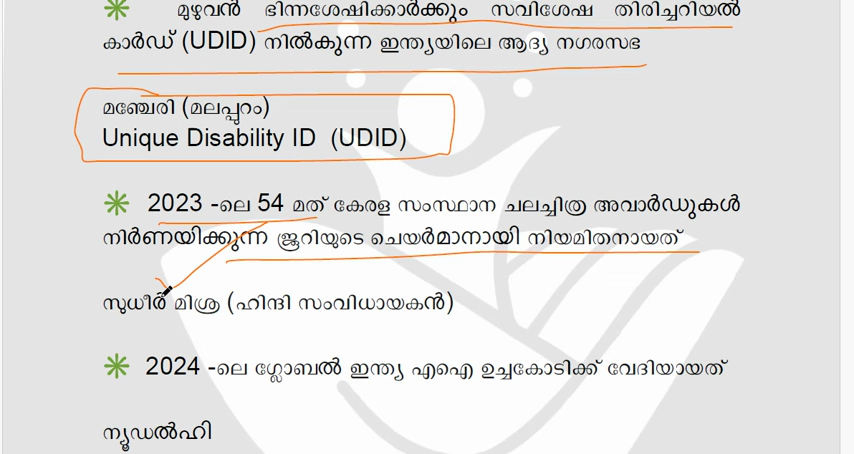 മുഴുവൻ ഭിന്നശേഷിക്കാർക്കും സവിശേഷ തിരിച്ചറിയൽ
കാർഡ് (UDID) നിൽകുന്ന ഇന്ത്യയിലെ ആദ്യ നഗരസഭ
മഞ്ചേരി (മലപ്പുറം)
Unique Disability ID (UDID)
2023 -ലെ 54 മത് കേരള സംസ്ഥാന ചലച്ചിത്ര അവാർഡുകൾ
നിർണയിക്കുന്ന ജൂറിയുടെ ചെയർമാനായി നിയമിതനായത്
സുധീർ മിശ്ര (ഹിന്ദി സംവിധായകൻ)
2024 -ലെ ഗ്ലോബൽ ഇന്ത്യ എഐ ഉച്ചകോടിക്ക് വേദിയായത്
ന്യൂഡൽഹി